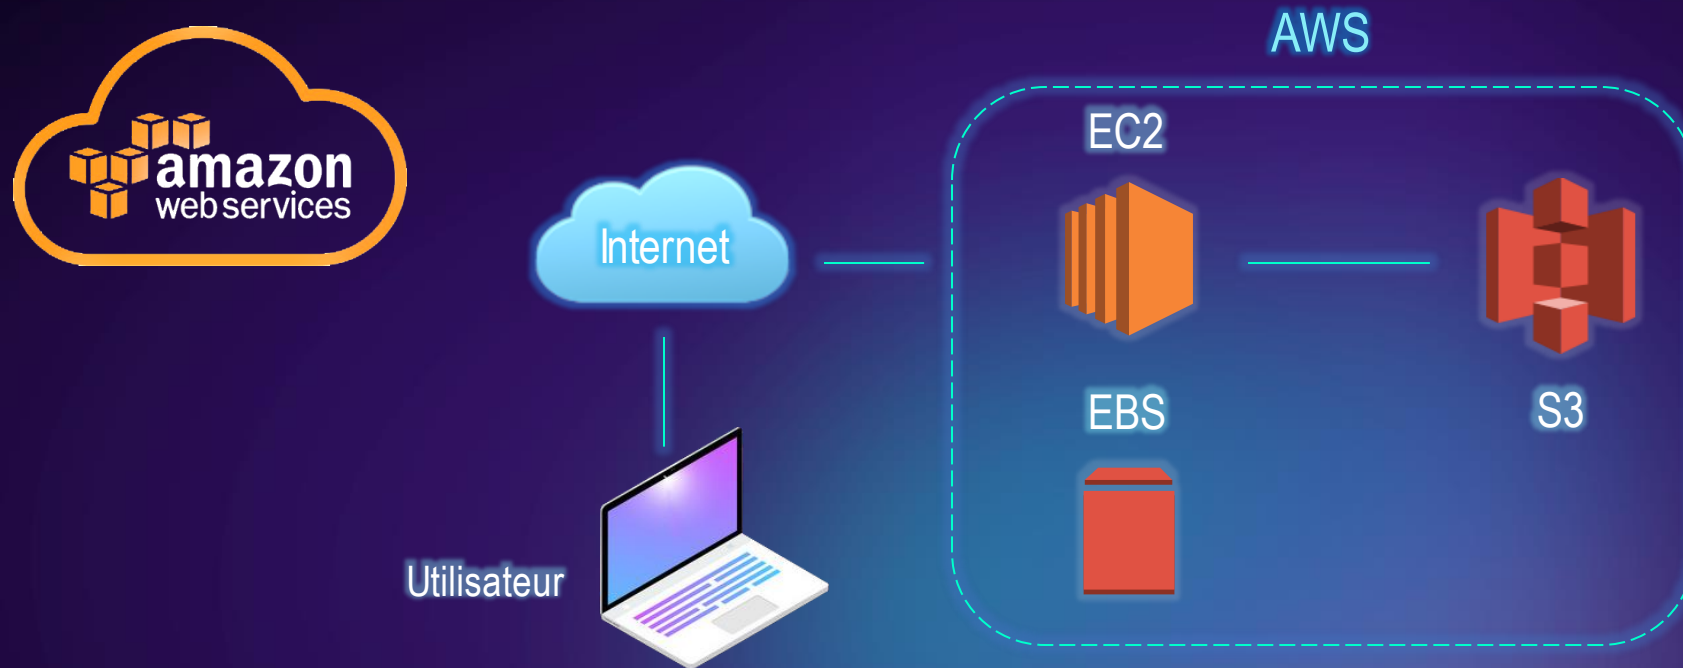 amazon
web services
AWS
Internet
Utilisateur
EC2
EBS
S3